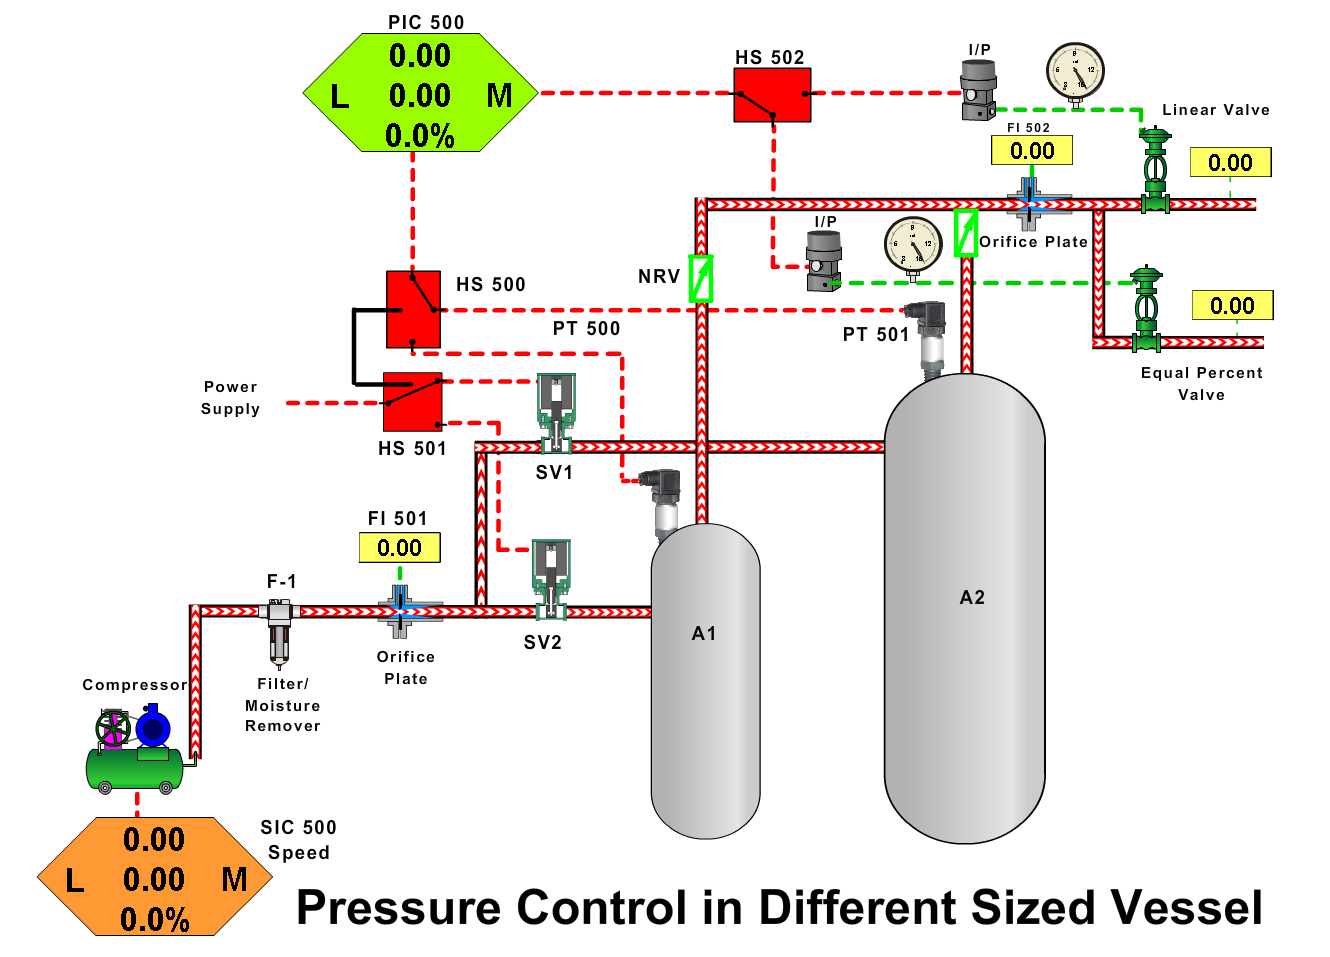 PIC 500
0.00
L 0.00 M
0.0%
HS 502
I/P
Linear Valve
FI 502
0.00
0.00
I/P
Orifice Plate
NRV
HS 500
PT 500
PT 501
0.00
Equal Percent
Valve
Power
Supply
HS 501
SV1
FI 501
0.00
F-1
SV2
Orifice
Plate
A1
A2
Compressor
Filter/
Moisture
Remover
0.00
L 0.00 M
0.0%
SIC 500
Speed
Pressure Control in Different Sized Vessel